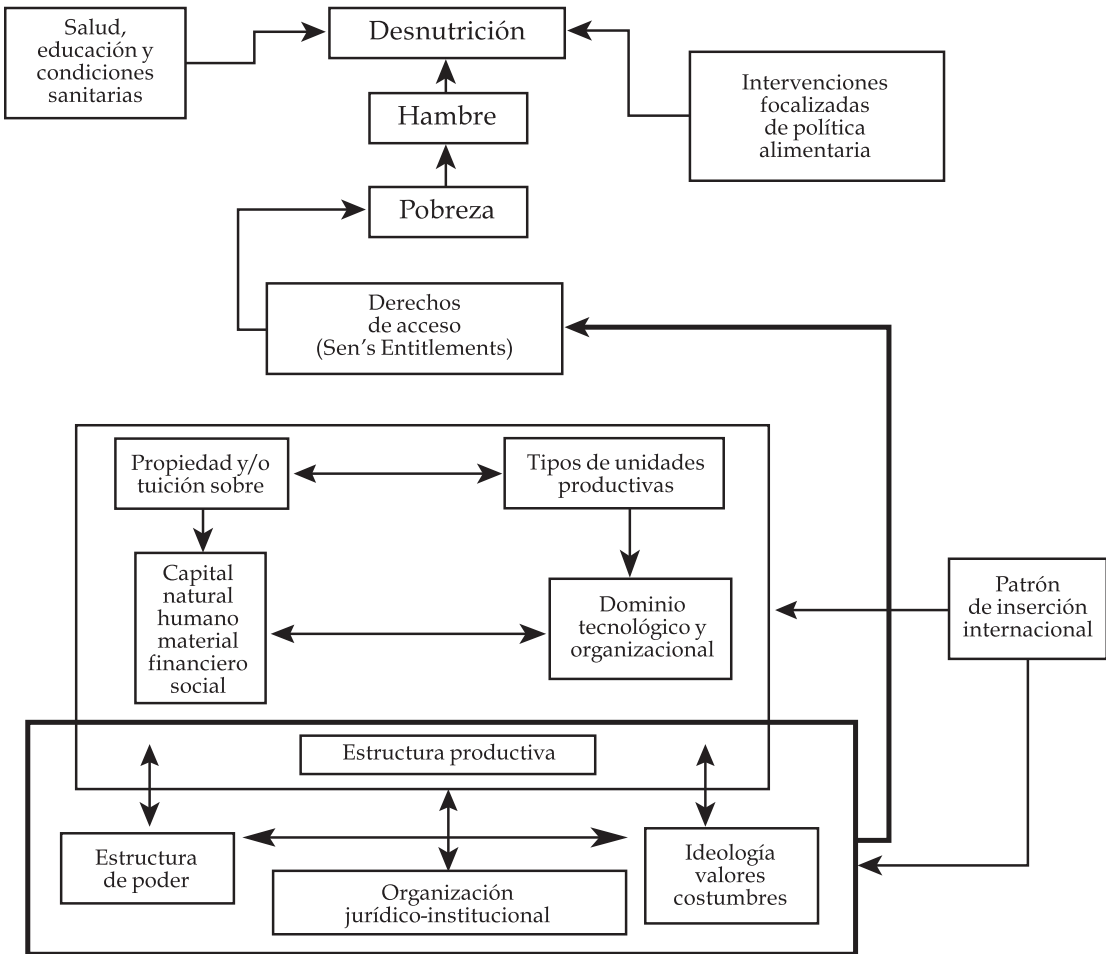 Salud,
educación y
condiciones
sanitarias
Desnutrición
Intervenciones
focalizadas
de política
alimentaria
Hambre
Pobreza
Derechos
de acceso
(Sen's Entitlements)
Propiedad y/o
tuición sobre
Tipos de unidades
productivas
Capital
natural
humano
material
financiero
social
Dominio
tecnológico y
organizacional
Patrón
de inserción
internacional
Estructura productiva
Estructura
de poder
Organización
jurídico-institucional
Ideología
valores
costumbres